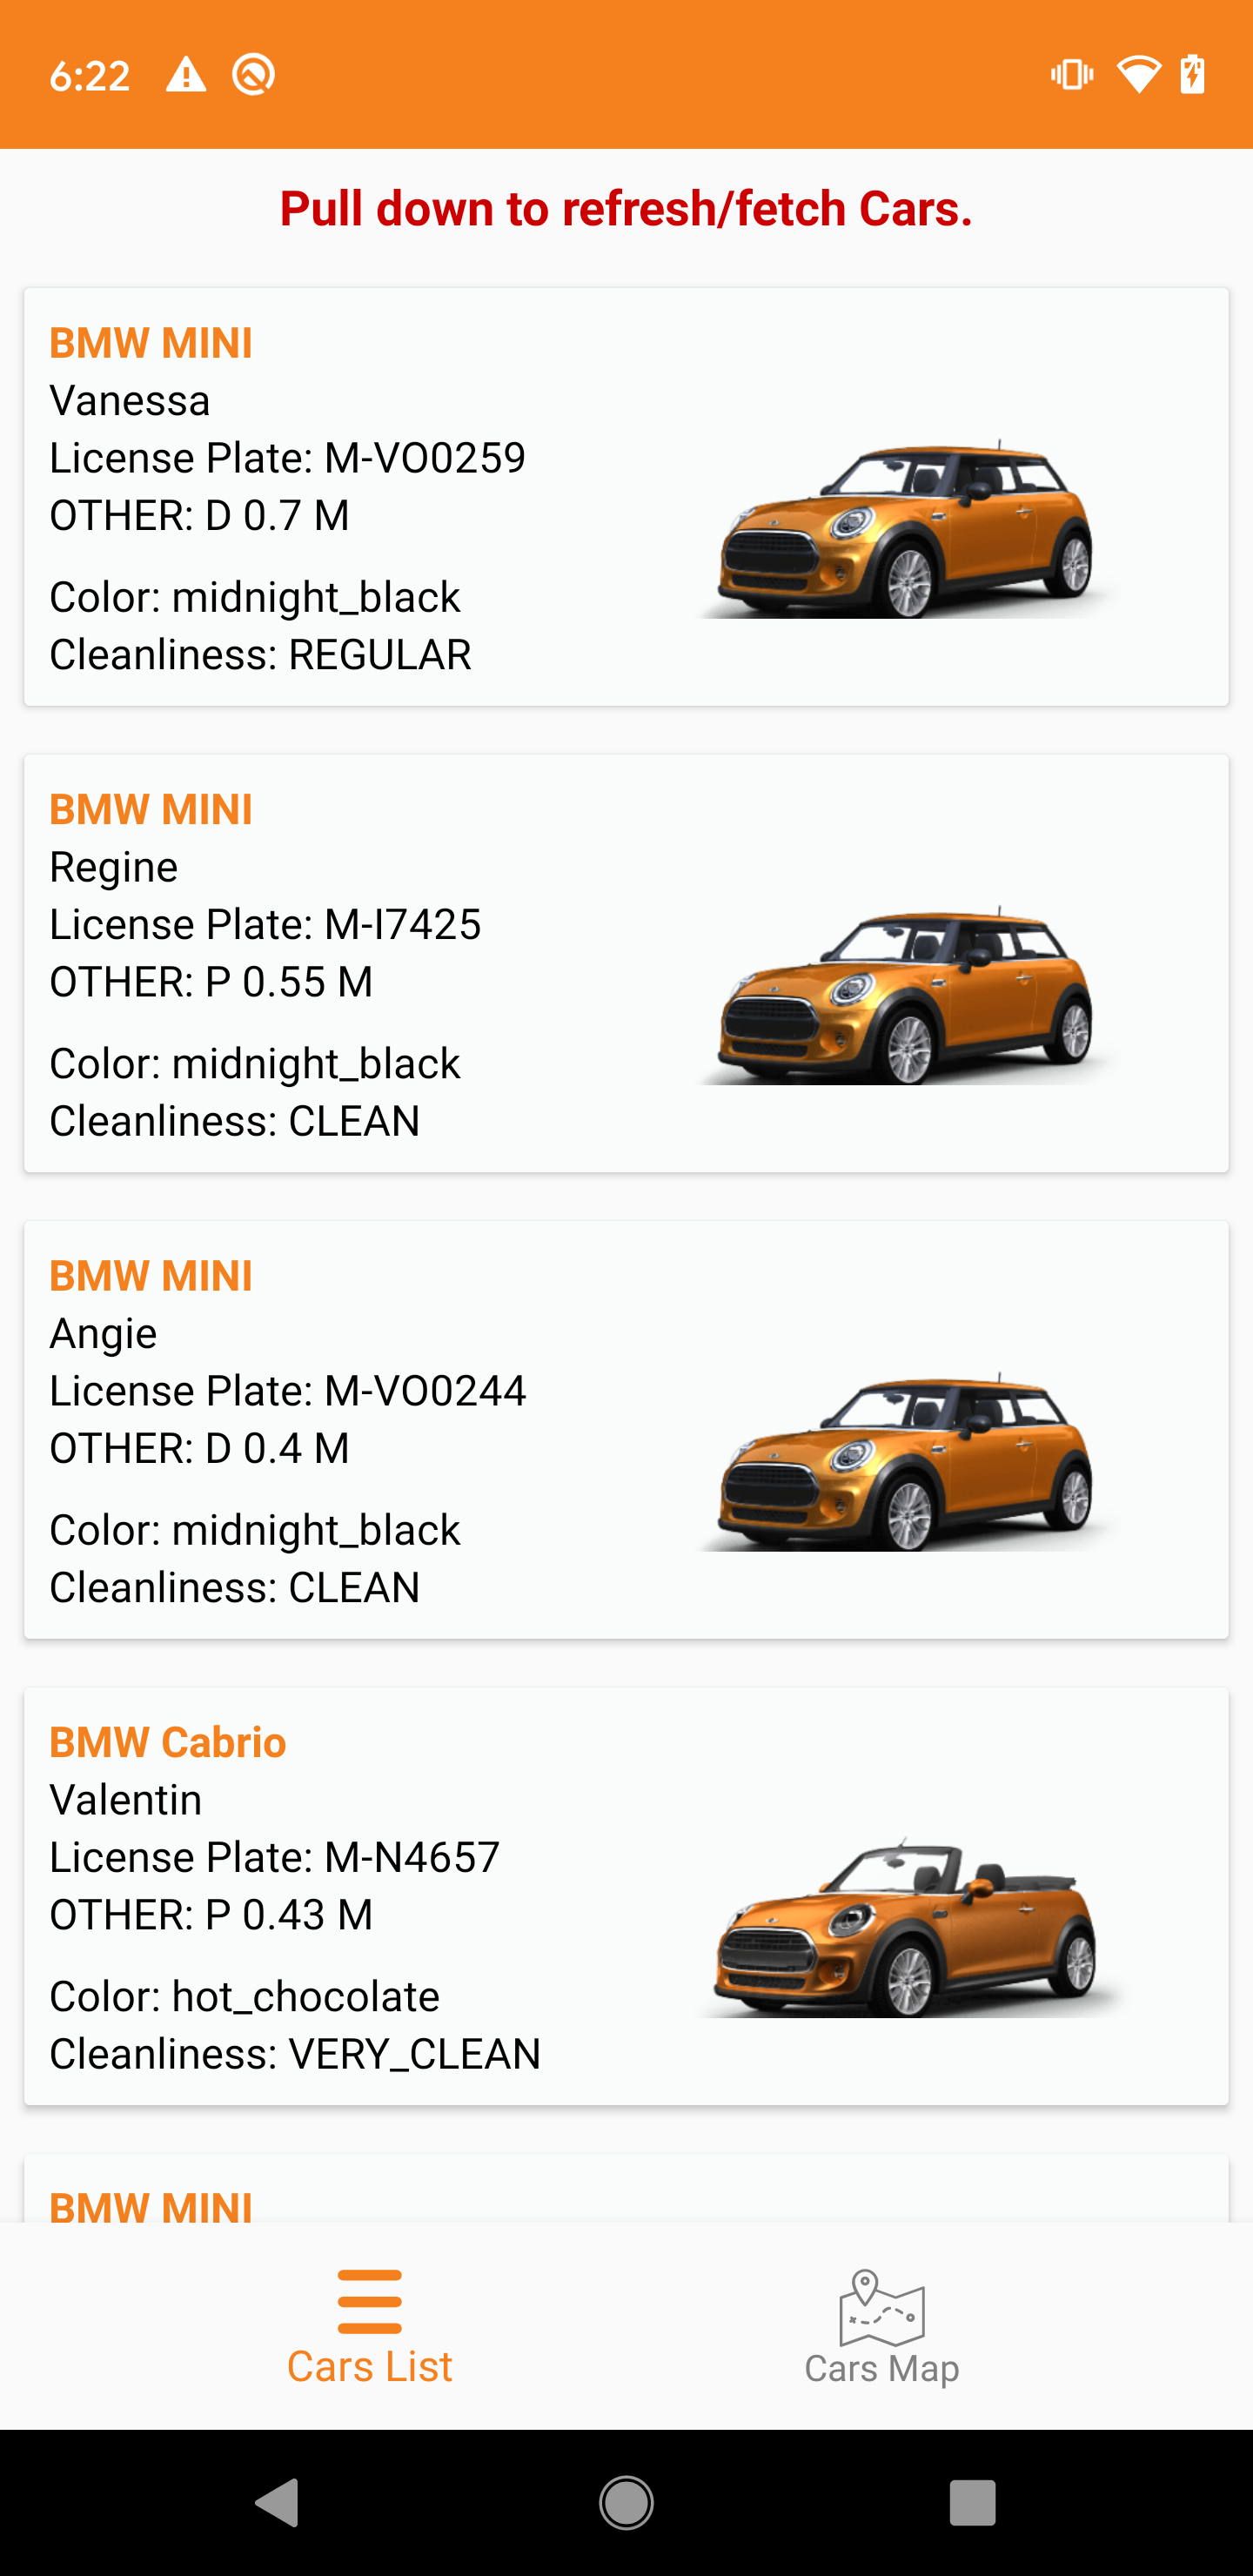 6:22
Pull down to refresh/fetch Cars.
BMW MINI
Vanessa
License Plate: M-VO0259
OTHER: D 0.7 M
Color: midnight_black
Cleanliness: REGULAR
BMW MINI
Regine
License Plate: M-I7425
OTHER: P 0.55 M
Color: midnight_black
Cleanliness: CLEAN
BMW MINI
Angie
License Plate: M-VO0244
OTHER: D 0.4 M
Color: midnight_black
Cleanliness: CLEAN
BMW Cabrio
Valentin
License Plate: M-N4657
OTHER: P 0.43 M
Color: hot_chocolate
Cleanliness: VERY_CLEAN
BMW MINI
Cars List
Cars Map